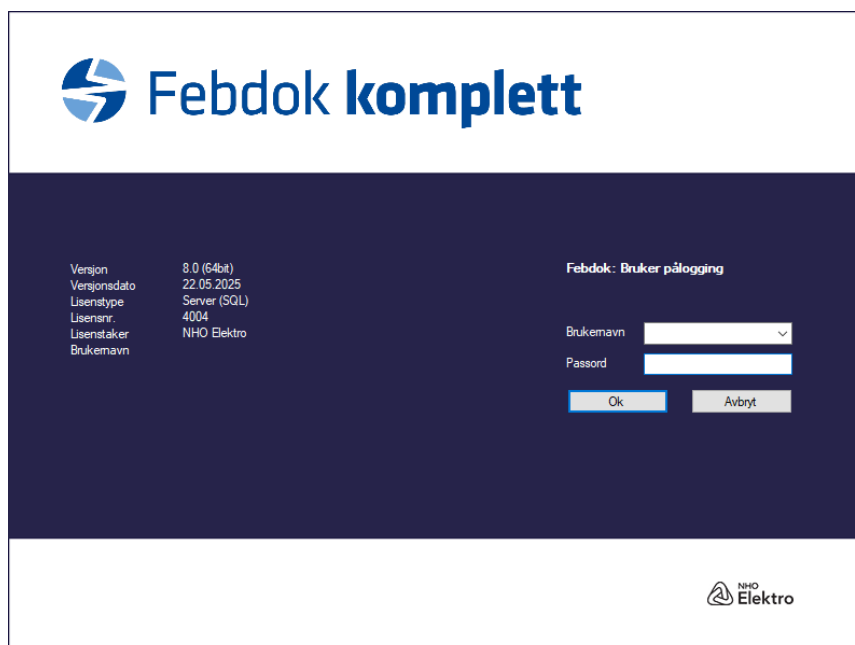 Febdok komplett
Versjon 8.0 (64bit)
Versjonsdato 22.05.2025
Lisenstype Server (SQL)
Lisensnr. 4004
Lisenstaker NHO Elektro
Brukernavn
Febdok: Bruker pålogging
Brukernavn
Passord
Ok Avbryt
NHO
Elektro